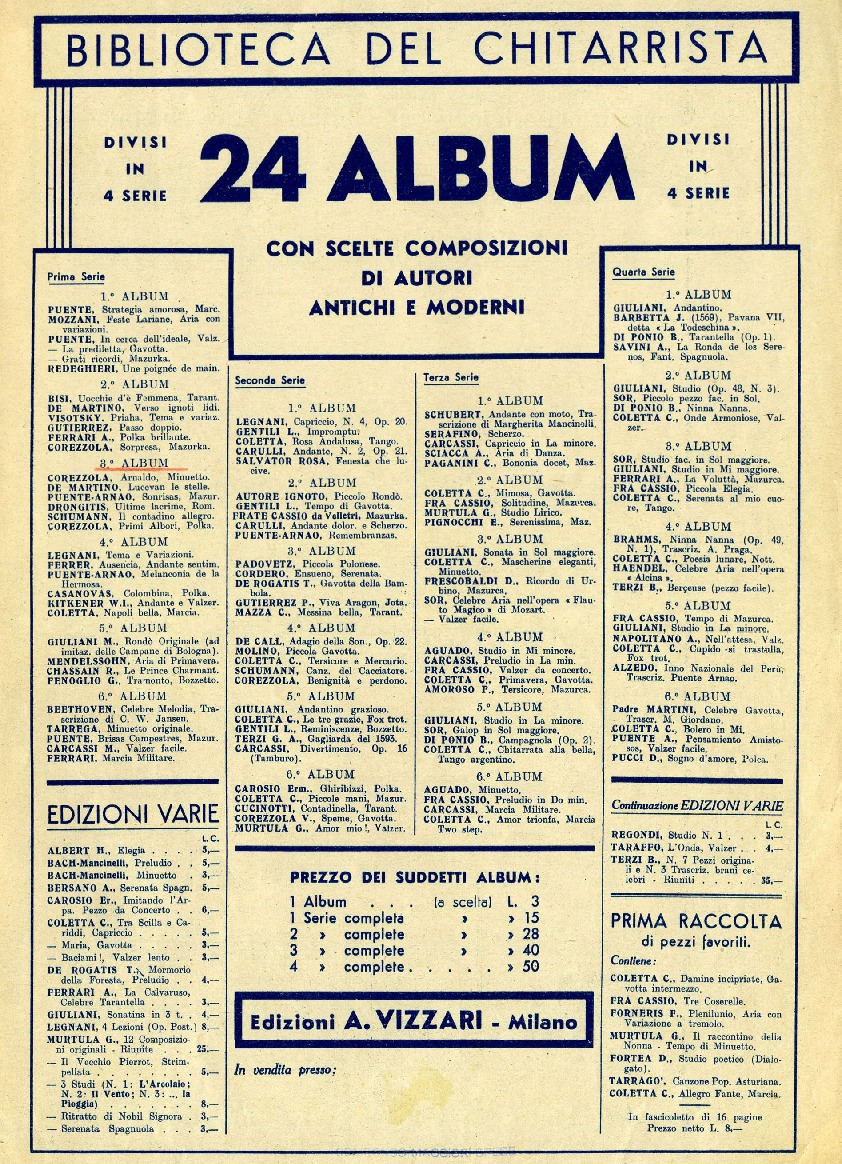 BIBLIOTECA DEL CHITARRISTA
DIVISI
IN
4 SERIE
24 ALBUM
DIVISI
IN
4 SERIE
CON SCELTE COMPOSIZIONI
DI AUTORI
ANTICHI E MODERNI
Prima Serie
1.º ALBUM
PUENTE, Strategia amorosa, Marc.
MOZZANI, Feste Lariane, Aria con
variazioni.
PUENTE, In cerca dell'ideale, Valz.
— La prediletta, Gavotta.
— Grati ricordi, Mazurka.
REDEGHIERI, Une poignée de main.
2.º ALBUM
BISI, Uocchie d'è Femmena, Tarant.
DE MARTINO, Verso ignoti lidi.
VISOTSKY, Priaha, Tema e variaz.
GUTIERREZ, Passo doppio.
FERRARI A., Polka brillante.
COREZZOLA, Sorpresa, Mazurka.
3.º ALBUM
COREZZOLA, Arnaldo, Minuetto.
DE MARTINO, Lucevan le stelle.
PUENTE-ARNAO, Sonrisas, Mazur.
DRONGITIS, Ultime lacrime, Rom.
SCHUMANN, Il contadino allegro.
COREZZOLA, Primi Albori, Polka.
4.º ALBUM
LEGNANI, Tema e Variazioni.
FERRER, Ausencia, Andante sentim.
PUENTE-ARNAO, Melanconia de la
Hermosa.
CASANOVAS, Colombina, Polka.
KITKENER W.I., Andante e Valzer.
COLETTA, Napoli bella, Marcia.
5.º ALBUM
GIULIANI M., Rondè Originale (ad
imitaz. delle Campane di Bologna).
MENDELSSOHN, Aria di Primavera.
CHASSAIN R., Le Prince Charmant.
FENOGLIO G., Tramonto, Bozzetto.
6.º ALBUM
BEETHOVEN, Celebre Melodia, Tra-
scrizione di C. W. Jansen.
TARREGA, Minuetto originale.
PUENTE, Brisas Campestres, Mazur.
CARCASSI M., Valzer facile.
FERRARI, Marcia Militare.
EDIZIONI VARIE
L.C.
ALBERT H., Elegia . . . 3,—
BACH-Mancinelli, Preludio . . 5,—
BACH-Mancinelli, Minuetto . 3,—
BERSANO A., Serenata Spagn. 5,—
CAROSIO Er., Imitando l'Ar-
pa. Pezzo da Concerto . . 6,—
COLETTA C., Tra Scilla e Ca-
riddi, Capriccio . . . . 5,—
— Maria, Gavotta . . . . 3,—
— Baciami!, Valzer lento . . 3,—
DE ROGATIS T., Mormorio
della Foresta, Preludio . . 4,—
FERRARI A., La Calvaruso,
Celebre Tarantella . . . 3,—
GIULIANI, Sonatina in 3 t. . 4,—
LEGNANI, 4 Lezioni (Op. Post.) 8,—
MURTULA G., 12 Composizio-
ni originali - Riunite . . . 25,—
— Il Vecchio Pierrot, Strim-
pellata . . . . . . . 5,—
— 3 Studi (N. 1: L'Arcolaio;
N. 2: Il Vento; N. 3: .., la
Pioggia) . . . . . . . 8,—
— Ritratto di Nobil Signora . 3,—
— Serenata Spagnuola . . . 3,—
Seconda Serie
1.º ALBUM
LEGNANI, Capriccio, N. 4, Op. 20.
GENTILI L., Impromptu.
COLETTA, Rosa Andalusa, Tango.
CARULLI, Andante, N. 2, Op. 21.
SALVATOR ROSA, Fenesta che lu-
cive.
2.º ALBUM
AUTORE IGNOTO, Piccolo Rondò.
GENTILI L., Tempo di Gavotta.
FRATE CASSIO da Velletri, Mazurka.
CARULLI, Andante dolor. e Scherzo.
PUENTE-ARNAO, Remembranzas.
3.º ALBUM
PADOVETZ, Piccola Polonese.
CORDERO, Ensueno, Serenata.
DE ROGATIS T., Gavotta della Bam-
bola.
GUTIERREZ P., Viva Aragon, Jota.
MAZZA C., Messina bella, Tarant.
4.º ALBUM
DE CALL, Adagio della Son., Op. 22.
MOLINO, Piccola Gavotta.
COLETTA C., Tersicure e Mercurio.
SCHUMANN, Canz. del Cacciatore.
COREZZOLA, Benignità e perdono.
5.º ALBUM
GIULIANI, Andantino grazioso.
COLETTA C., Le tre grazie, Fox trot.
GENTILI L., Reminiscenze, Bozzetto.
TERZI G. A., Gagliarda del 1593.
CARCASSI, Divertimento, Op. 16
(Tamburo).
6.º ALBUM
CAROSIO Erm., Ghiribizzi, Polka.
COLETTA C., Piccole mani, Mazur.
CUCINOTTI, Contadinella, Tarant.
COREZZOLA V., Speme, Gavotta.
MURTULA G., Amor mio!, Valzer.
Terza Serie
1.º ALBUM
SCHUBERT, Andante con moto, Tra-
scrizione di Margherita Mancinelli.
SERAFINO, Scherzo.
CARCASSI, Capriccio in La minore.
SCIACCA A., Aria di Danza.
PAGANINI C., Bononia docet, Maz.
2.º ALBUM
COLETTA C., Mimosa, Gavotta.
FRA CASSIO, Solitudine, Mazurca.
MURTULA G., Studio Lirico.
PIGNOCCHI E., Serenissima, Maz.
3.º ALBUM
GIULIANI, Sonata in Sol maggiore.
COLETTA C., Mascherine eleganti,
Minuetto.
FRESCOBALDI D., Ricordo di Ur-
bino, Mazurca,
SOR, Celebre Aria nell'opera « Flau-
to Magico » di Mozart.
— Valzer facile.
4.º ALBUM
AGUADO, Studio in Mi minore.
CARCASSI, Preludio in La min.
FRA CASSIO, Valzer da concerto.
COLETTA C., Primavera, Gavotta.
AMOROSO P., Tersicore, Mazurca.
5.º ALBUM
GIULIANI, Studio in La minore.
SOR, Galop in Sol maggiore.
DI PONIO B., Campagnola (Op. 2).
COLETTA C., Chitarrata alla bella,
Tango argentino.
6.º ALBUM
AGUADO, Minuetto,
FRA CASSIO, Preludio in Do min.
CARCASSI, Marcia Militare.
COLETTA C., Amor trionfa, Marcia
Two step.
PREZZO DEI SUDDETTI ALBUM:
1 Album . . . (a scelta) L. 3
1 Serie completa » » 15
2 » complete » » 28
3 » complete » » 40
4 » complete . . . . . » 50
Edizioni A. VIZZARI - Milano
In vendita presso:
Quarta Serie
1.º ALBUM
GIULIANI, Andantino.
BARBETTA J. (1569), Pavana VII,
detta « La Todeschina ».
DI PONIO B., Tarantella (Op. 1).
SAVINI A., La Ronda de los Sere-
nos, Fant. Spagnuola.
2.º ALBUM
GIULIANI, Studio (Op. 48, N. 5).
SOR, Piccolo pezzo fac. in Sol.
DI PONIO B., Ninna Nanna.
COLETTA C., Onde Armoniose, Val-
zer.
3.º ALBUM
SOR, Studio fac. in Sol maggiore.
GIULIANI, Studio in Mi maggiore.
FERRARI A., La Voluttà, Mazurca.
FRA CASSIO, Piccola Elegia.
COLETTA C., Serenata al mio cuo-
re, Tango.
4.º ALBUM
BRAHMS, Ninna Nanna (Op. 49,
N. 1), Trascriz. A. Praga.
COLETTA C., Poesia lunare, Nott.
HAENDEL, Celebre Aria nell'opera
« Alcina ».
TERZI B., Berçeuse (pezzo facile).
5.º ALBUM
FRA CASSIO, Tempo di Mazurca.
GIULIANI, Studio in La minore.
NAPOLITANO A., Nell'attesa, Valz.
COLETTA C., Cupido si trastulla,
Fox trot.
ALZEDO, Inno Nazionale del Perù,
Trascriz. Puente Arnao.
6.º ALBUM
Padre MARTINI, Celebre Gavotta,
Trascr. M. Giordano.
COLETTA C., Bolero in Mi.
PUENTE A., Pensamiento Amisto-
sos, Valzer facile.
PUCCI D., Sogno d'amore, Polca.
Continuazione EDIZIONI VARIE
L C.
REGONDI, Studio N. 1 . . . 3,—
TARAFFO, L'Onda, Valzer . . 4,—
TERZI B., N. 7 Pezzi origina-
li e N. 3 Trascriz. brani ce-
lebri - Riuniti . . . . . 35,—
PRIMA RACCOLTA
di pezzi favoriti.
Contiene:
COLETTA C., Damine incipriate, Ga-
votta intermezzo.
FRA CASSIO, Tre Coserelle.
FORNERIS F., Plenilunio, Aria con
Variazione a tremolo.
MURTULA G., Il raccontino della
Nonna - Tempo di Minuetto.
FORTEA D., Studio poetico (Dialo-
gato).
TARRAGO', Canzone Pop. Asturiana.
COLETTA C., Allegro Fante, Marcia.
In fascicoletto di 16 pagine
Prezzo netto L. 8,—